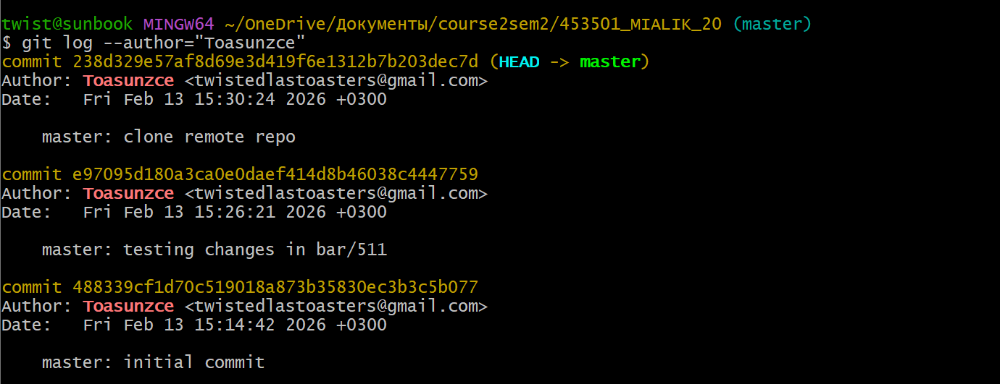 twist@sunbook MINGW64 ~/OneDrive/Документы/course2sem2/453501_MIALIK_20 (master)
$ git log --author="Toasunzce"
commit 238d329e57af8d69e3d419f6e1312b7b203dec7d (HEAD -> master)
Author: Toasunzce <twistedlastoasters@gmail.com>
Date:   Fri Feb 13 15:30:24 2026 +0300
    master: clone remote repo
commit e97095d180a3ca0e0daef414d8b46038c4447759
Author: Toasunzce <twistedlastoasters@gmail.com>
Date:   Fri Feb 13 15:26:21 2026 +0300
    master: testing changes in bar/511
commit 488339cf1d70c519018a873b35830ec3b3c5b077
Author: Toasunzce <twistedlastoasters@gmail.com>
Date:   Fri Feb 13 15:14:42 2026 +0300
    master: initial commit